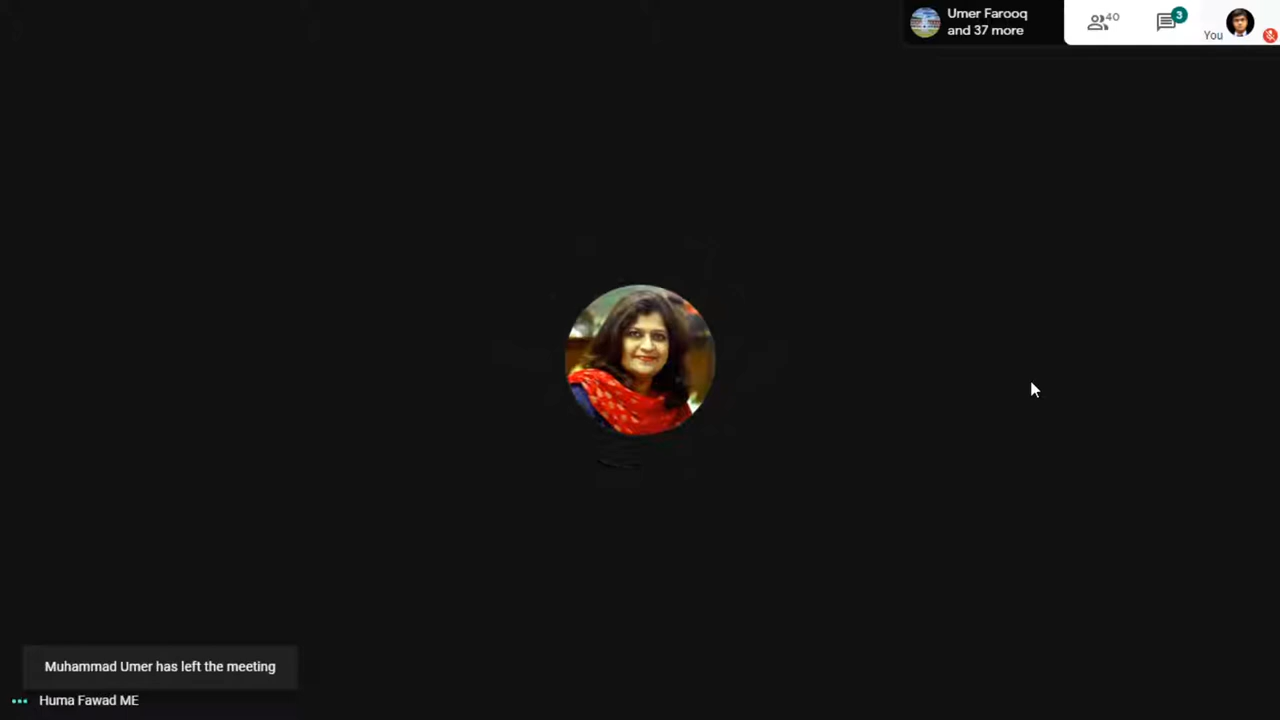 Umer Farooq
and 37 more
40
3
You
Muhammad Umer has left the meeting
Huma Fawad ME